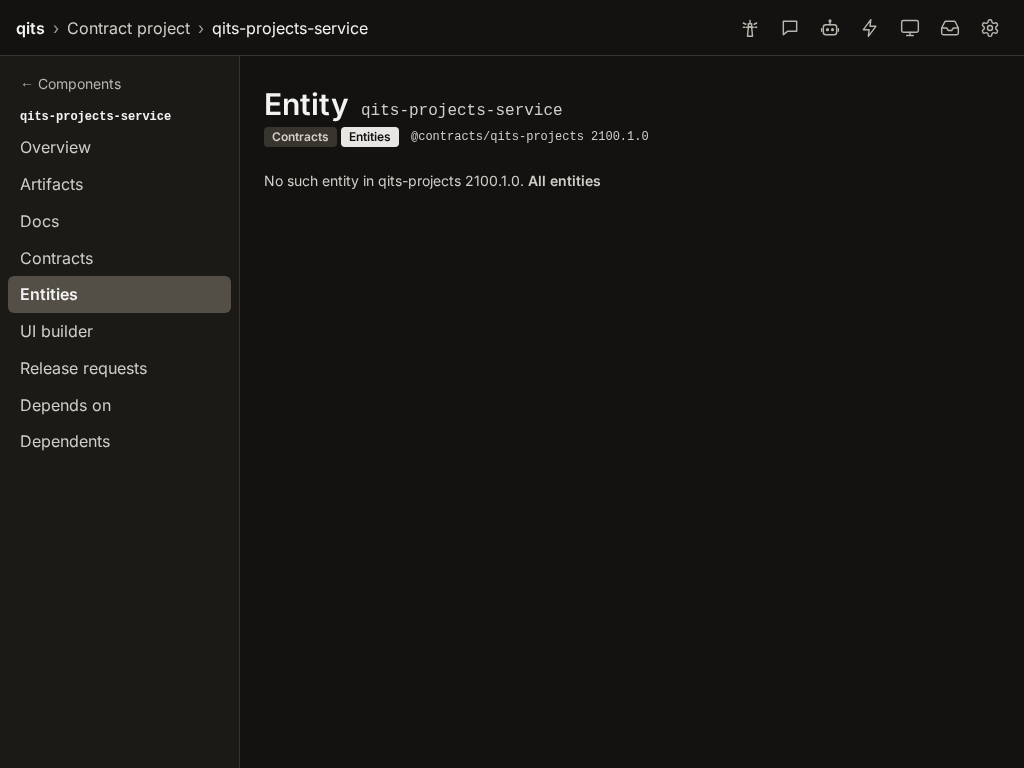 qits › Contract project › qits-projects-service
← Components
qits-projects-service
Overview
Artifacts
Docs
Contracts
Entities
UI builder
Release requests
Depends on
Dependents
Entity qits-projects-service
Contracts Entities @contracts/qits-projects 2100.1.0
No such entity in qits-projects 2100.1.0. All entities